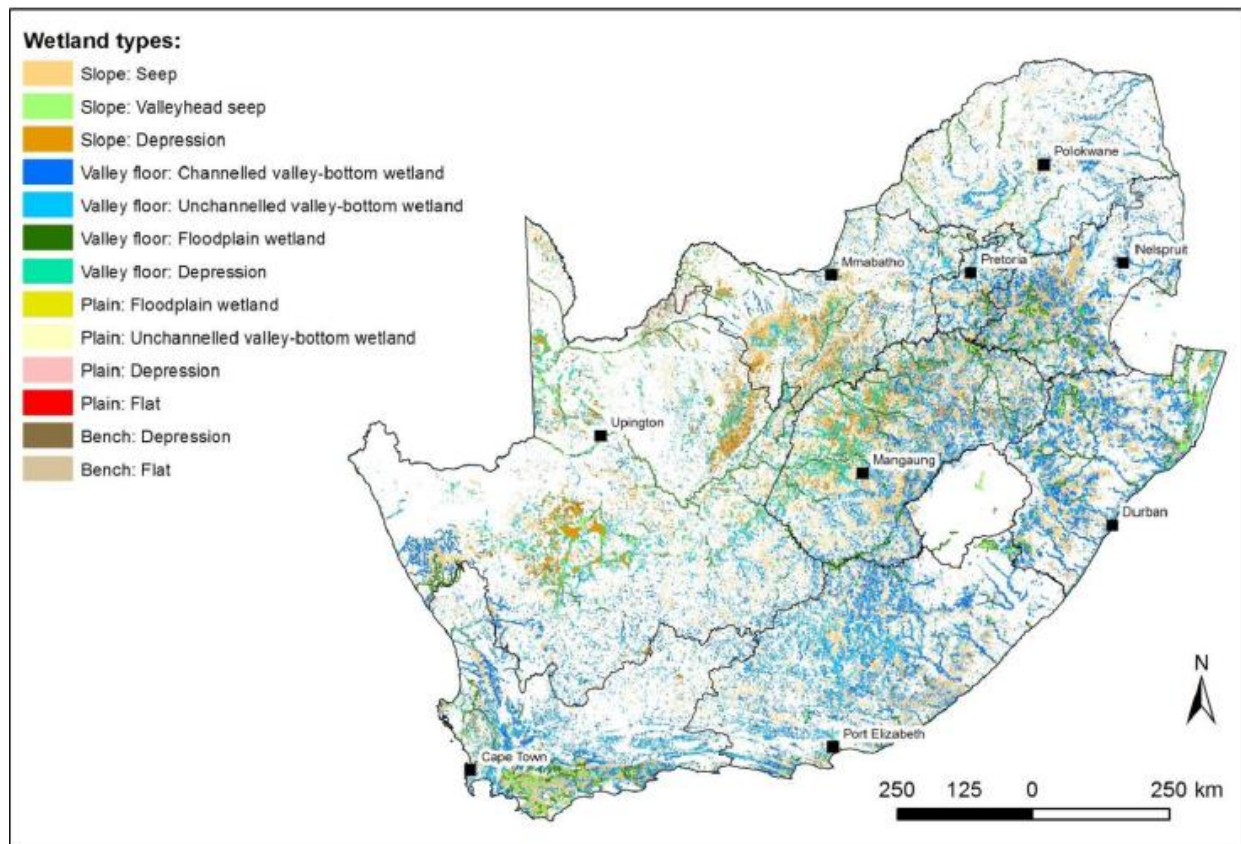 Wetland types:
Slope: Seep
Slope: Valleyhead seep
Slope: Depression
Valley floor: Channelled valley-bottom wetland
Valley floor: Unchannelled valley-bottom wetland
Valley floor: Floodplain wetland
Valley floor: Depression
Plain: Floodplain wetland
Plain: Unchannelled valley-bottom wetland
Plain: Depression
Plain: Flat
Bench: Depression
Bench: Flat
Polokwane
Nelspruit
Mmabatho
Pretoria
Upington
Mangaung
Durban
Port Elizabeth
Cape Town
N
250 125 0 250 km